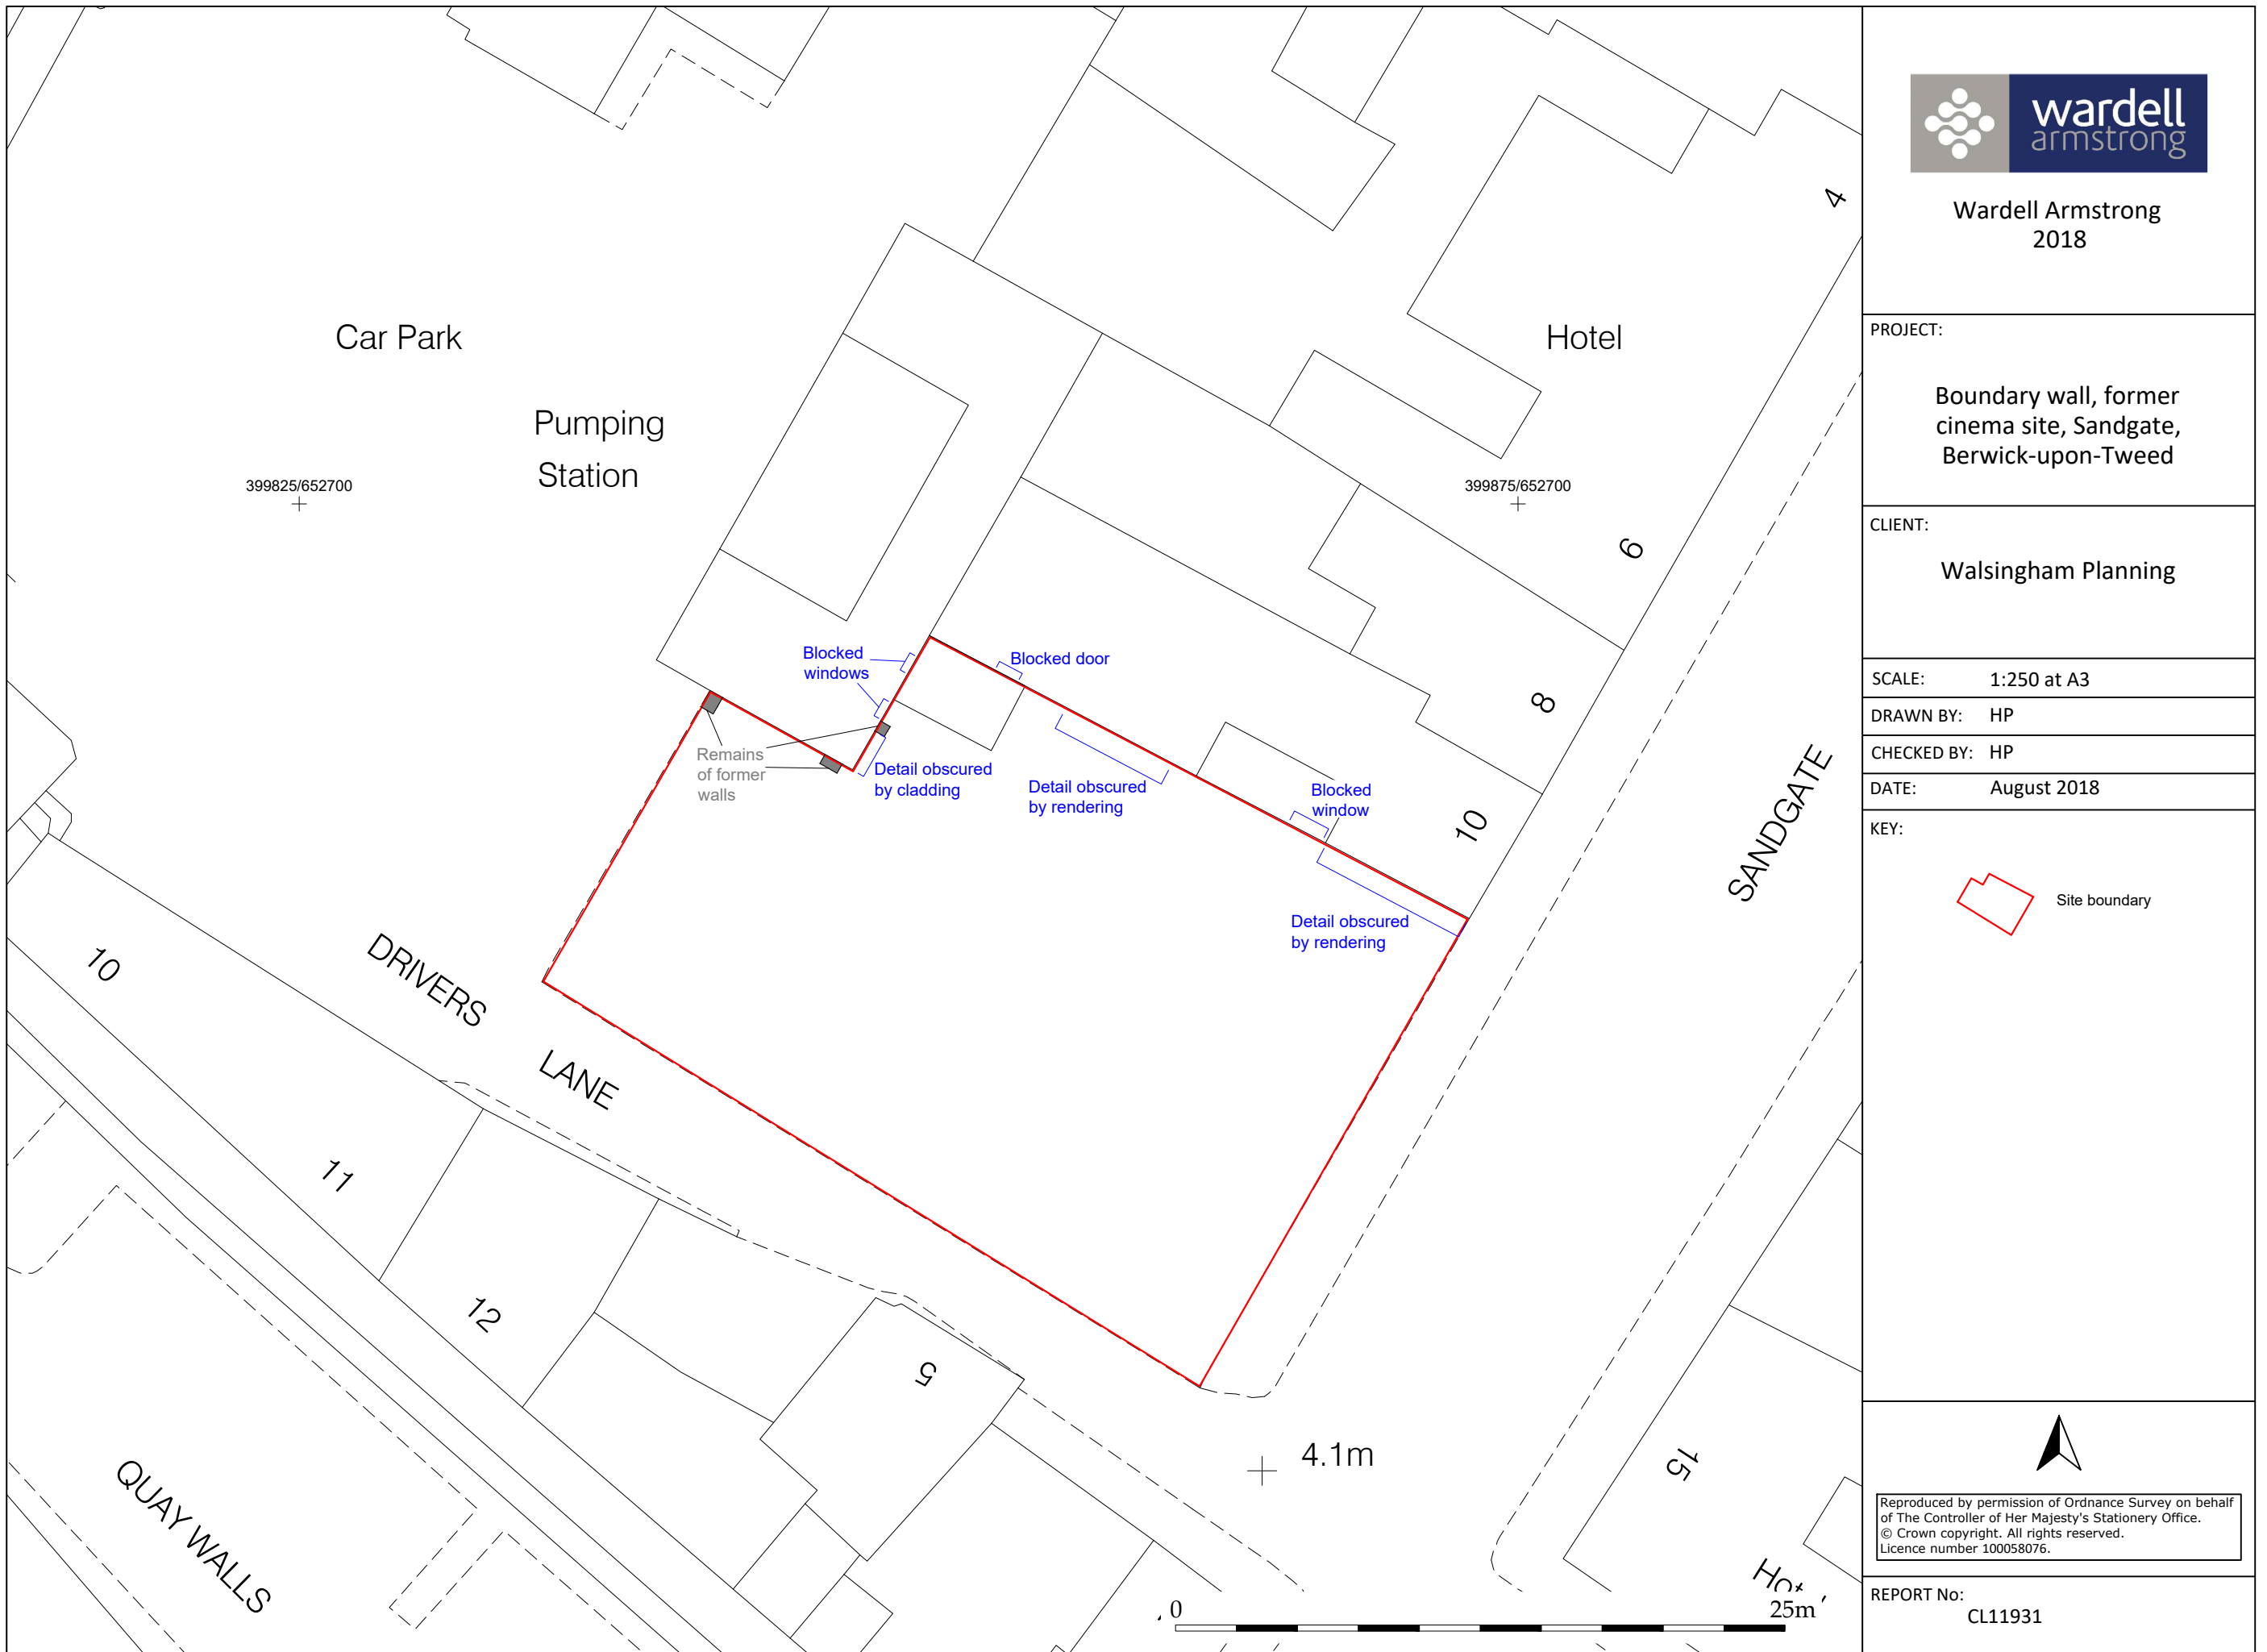 Car Park
Pumping
Station
399825/652700
Hotel
399875/652700
4
6
8
10
SANDGATE
Blocked
windows
Blocked door
Remains
of former
walls
Detail obscured
by cladding
Detail obscured
by rendering
Blocked
window
Detail obscured
by rendering
DRIVERS
LANE
10
11
12
5
QUAY WALLS
4.1m
15
0
25m
wardell
armstrong
Wardell Armstrong
2018
PROJECT:
Boundary wall, former
cinema site, Sandgate,
Berwick-upon-Tweed
CLIENT:
Walsingham Planning
SCALE: 1:250 at A3
DRAWN BY: HP
CHECKED BY: HP
DATE: August 2018
KEY:
Site boundary
Reproduced by permission of Ordnance Survey on behalf
of The Controller of Her Majesty's Stationery Office.
© Crown copyright. All rights reserved.
Licence number 100058076.
REPORT No:
CL11931